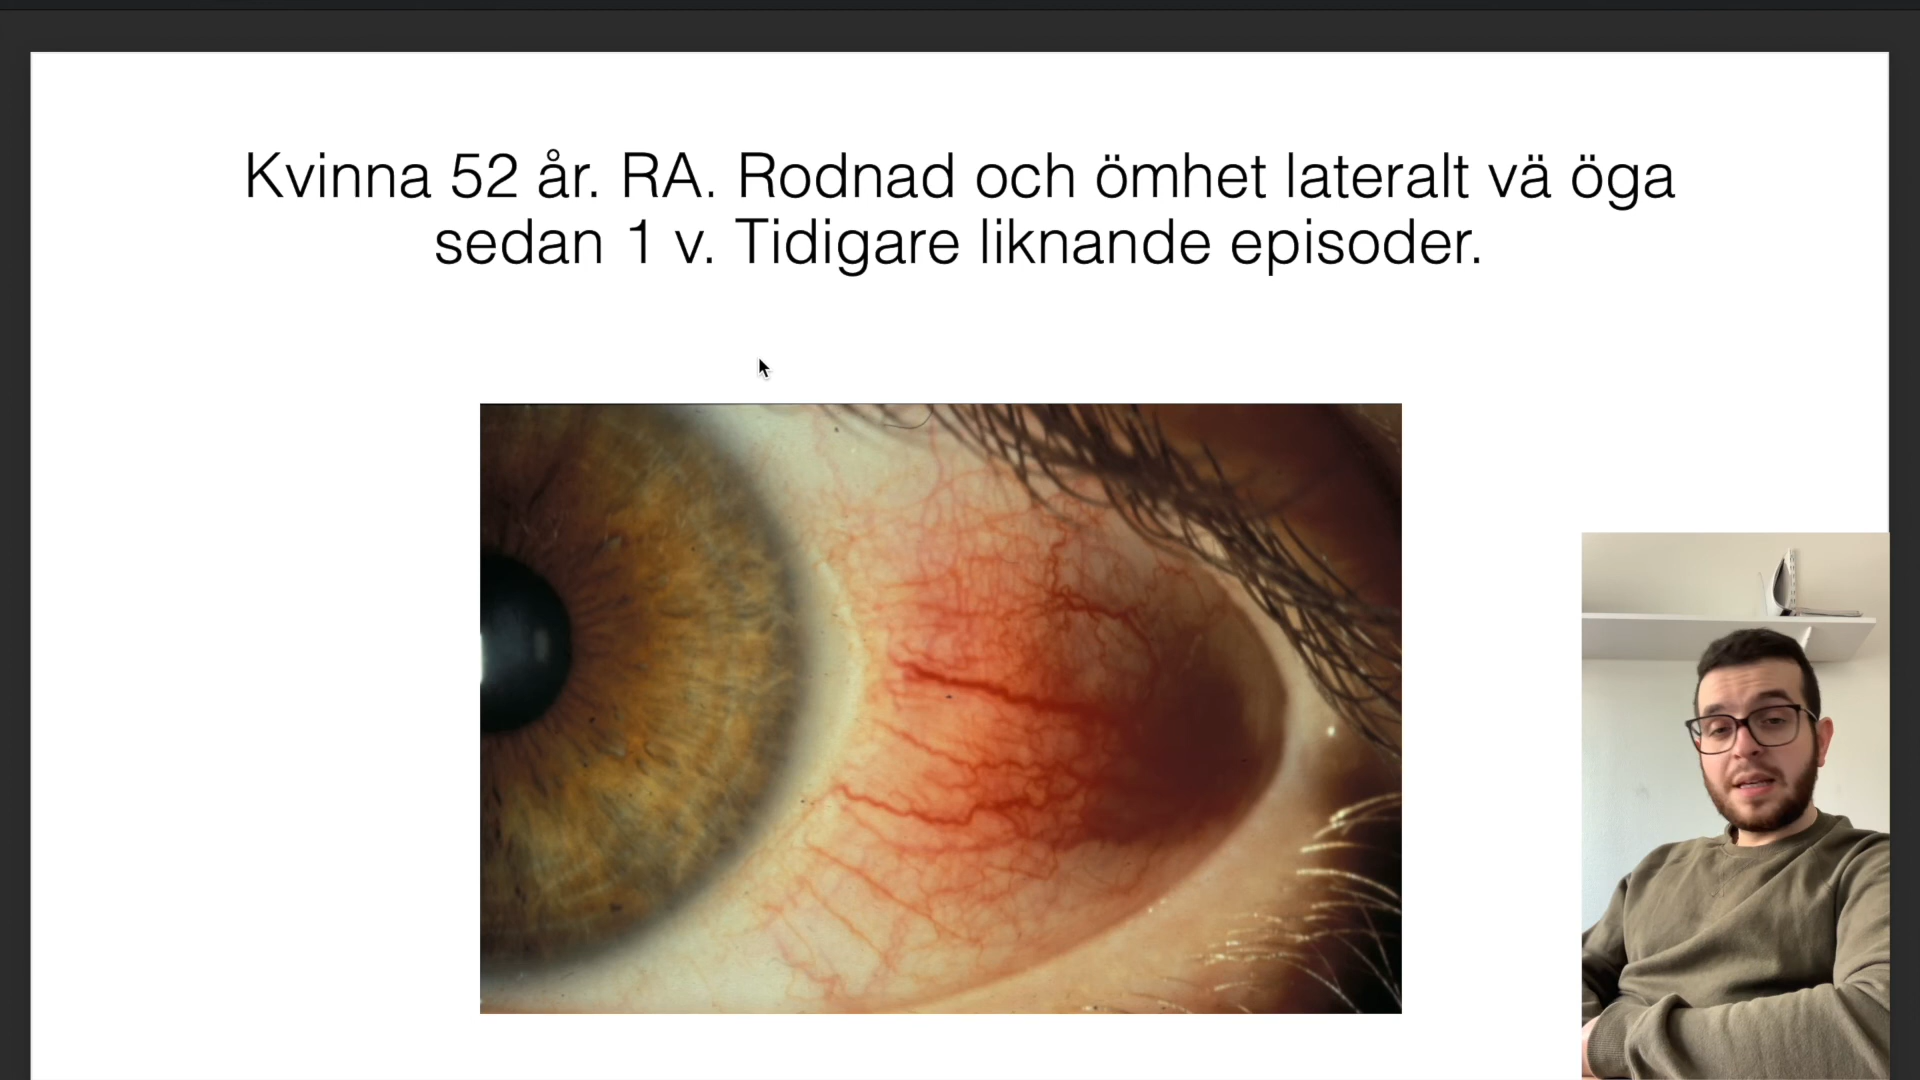 Kvinna 52 år. RA. Rodnad och ömhet lateralt vä öga
sedan 1 v. Tidigare liknande episoder.